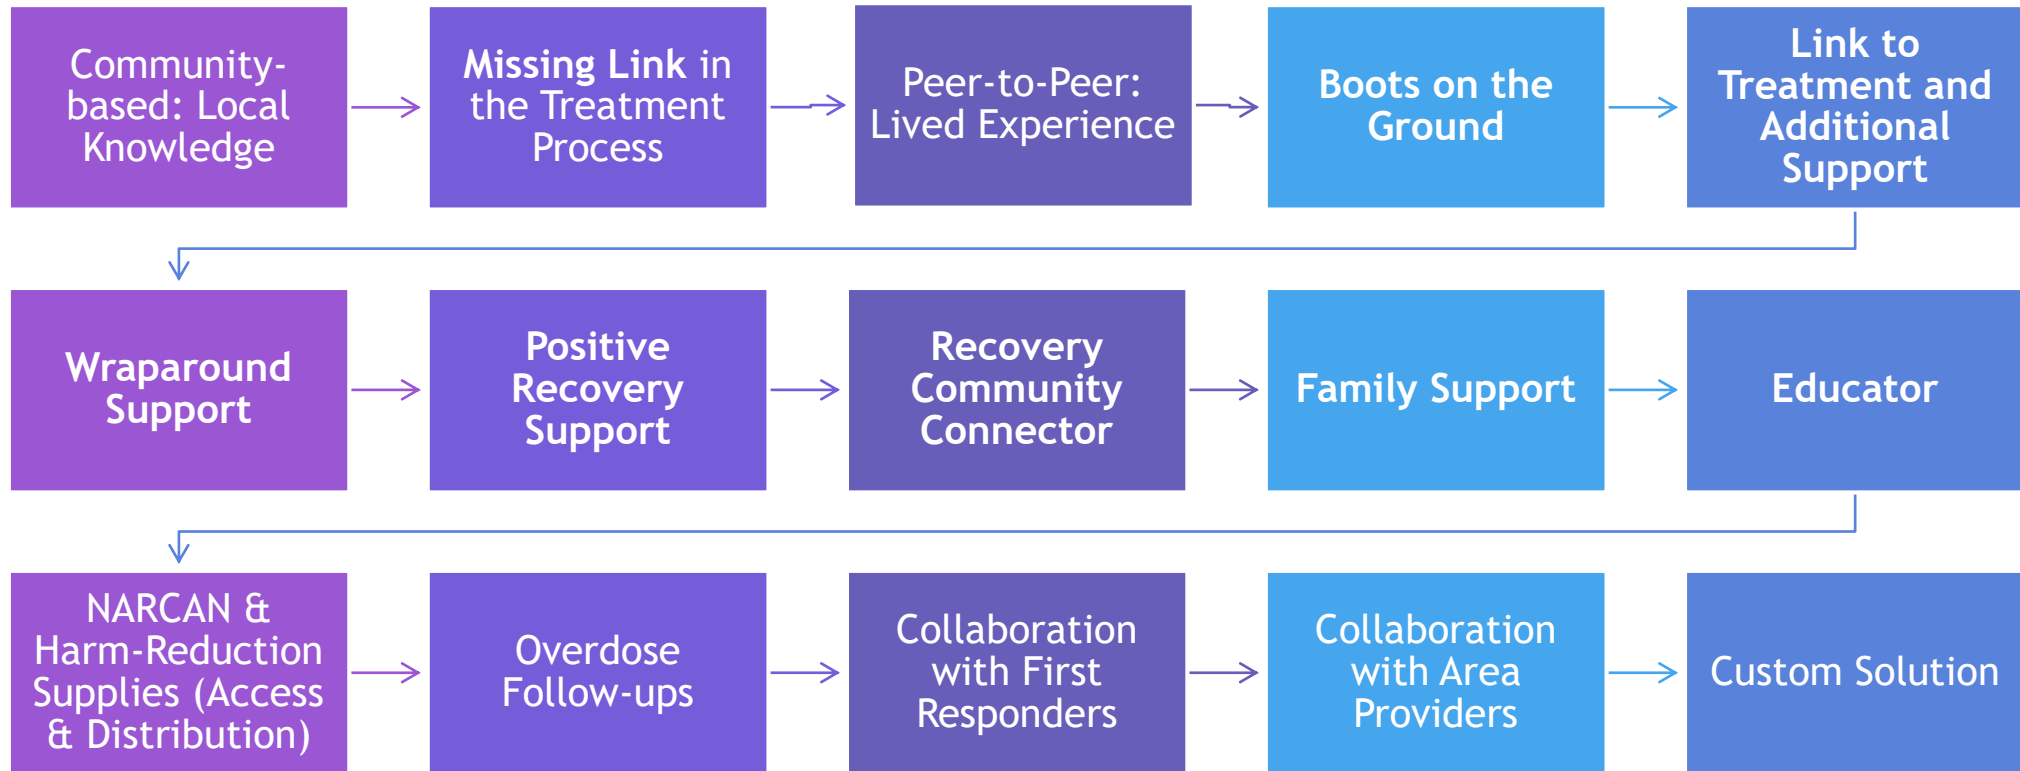 Community-
based: Local
Knowledge
Missing Link in
the Treatment
Process
Peer-to-Peer:
Lived Experience
Boots on the
Ground
Link to
Treatment and
Additional
Support
Wraparound
Support
Positive
Recovery
Support
Recovery
Community
Connector
Family Support
Educator
NARCAN &
Harm-Reduction
Supplies (Access
& Distribution)
Overdose
Follow-ups
Collaboration
with First
Responders
Collaboration
with Area
Providers
Custom Solution